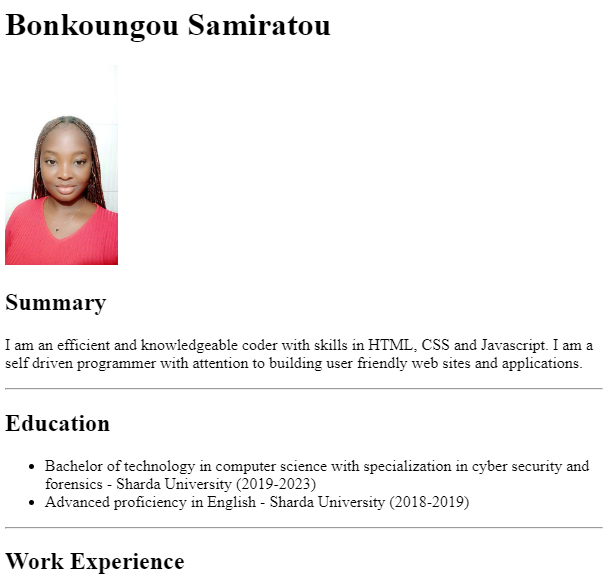 Bonkoungou Samiratou
Summary
I am an efficient and knowledgeable coder with skills in HTML, CSS and Javascript. I am a
self driven programmer with attention to building user friendly web sites and applications.
Education
• Bachelor of technology in computer science with specialization in cyber security and
forensics - Sharda University (2019-2023)
• Advanced proficiency in English - Sharda University (2018-2019)
Work Experience